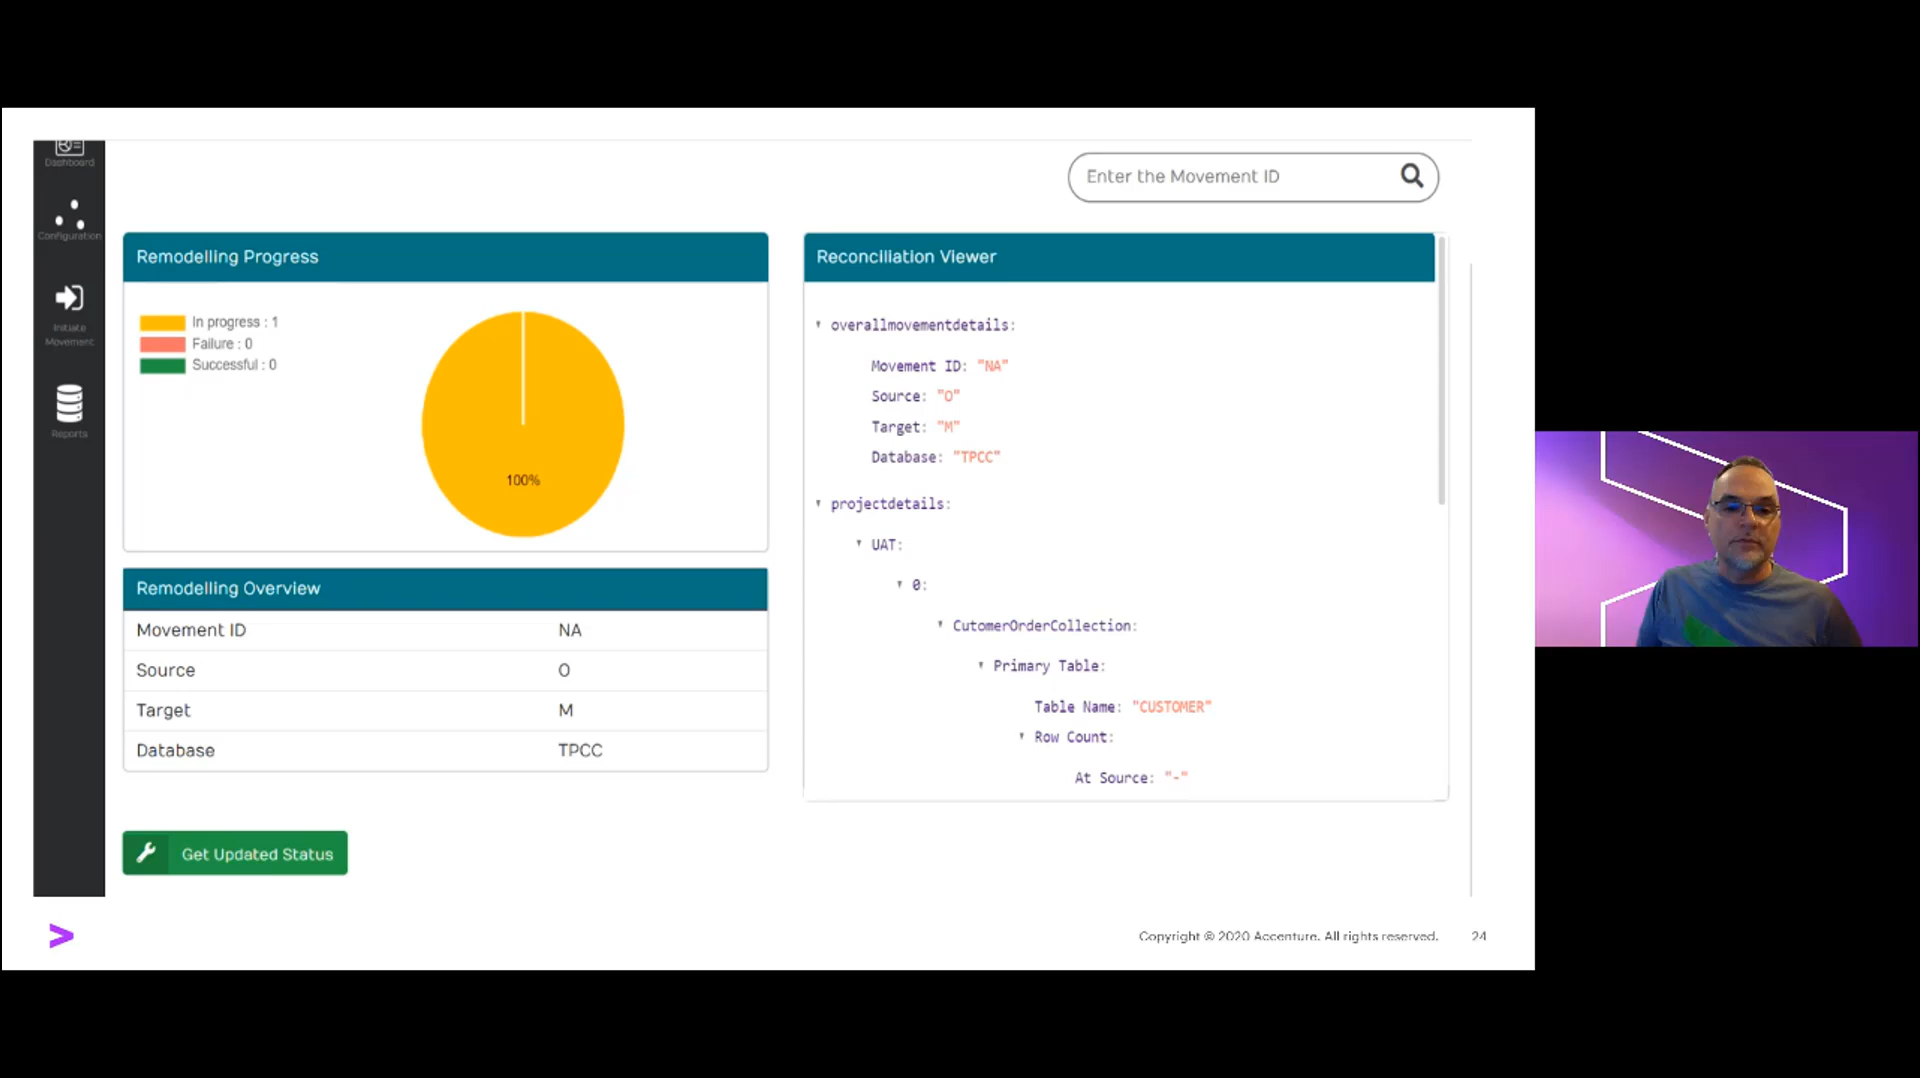 Dashboard
Configuration
Initiate
Movement
Reports
Enter the Movement ID
Remodelling Progress
In progress : 1
Failure : 0
Successful : 0
100%
Remodelling Overview
Movement ID NA
Source O
Target M
Database TPCC
Get Updated Status
Reconciliation Viewer
overallmovementdetails:
Movement ID: "NA"
Source: "O"
Target: "M"
Database: "TPCC"
projectdetails:
UAT:
0:
CutomerOrderCollection:
Primary Table:
Table Name: "CUSTOMER"
Row Count:
At Source: "-"
Copyright © 2020 Accenture. All rights reserved. 24